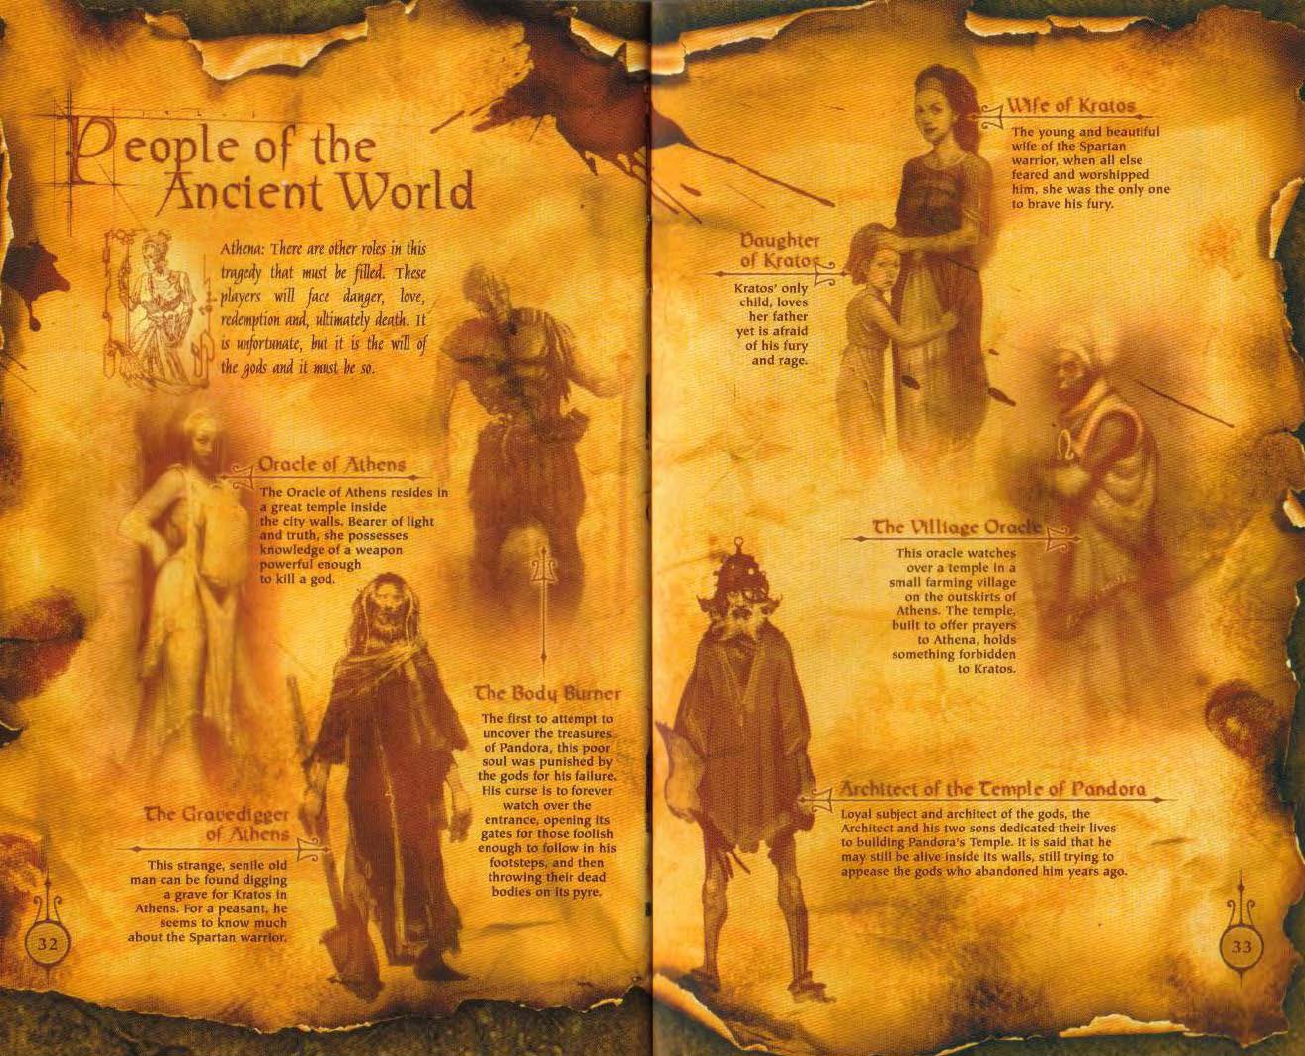 People of the
Ancient World
Athena: There are other roles in this
tragedy that must be filled. These
players will face danger, love,
redemption and, ultimately death. It
is unfortunate, but it is the will of
the gods and it must be so.
Oracle of Athens
The Oracle of Athens resides in
a great temple inside
the city walls. Bearer of light
and truth, she possesses
knowledge of a weapon
powerful enough
to kill a god.
The Body Burner
The first to attempt to
uncover the treasures
of Pandora, this poor
soul was punished by
the gods for his failure.
His curse is to forever
watch over the
entrance, opening its
gates for those foolish
enough to follow in his
footsteps, and then
throwing their dead
bodies on its pyre.
The Gravedigger
of Athens
This strange, senile old
man can be found digging
a grave for Kratos in
Athens. For a peasant, he
seems to know much
about the Spartan warrior.
32
Wife of Kratos
The young and beautiful
wife of the Spartan
warrior, when all else
feared and worshipped
him, she was the only one
to brave his fury.
Daughter
of Kratos
Kratos' only
child, loves
her father
yet is afraid
of his fury
and rage.
The Villiage Oracle
This oracle watches
over a temple in a
small farming village
on the outskirts of
Athens. The temple,
built to offer prayers
to Athena, holds
something forbidden
to Kratos.
Architect of the Temple of Pandora
Loyal subject and architect of the gods, the
Architect and his two sons dedicated their lives
to building Pandora's Temple. It is said that he
may still be alive inside its walls, still trying to
appease the gods who abandoned him years ago.
33